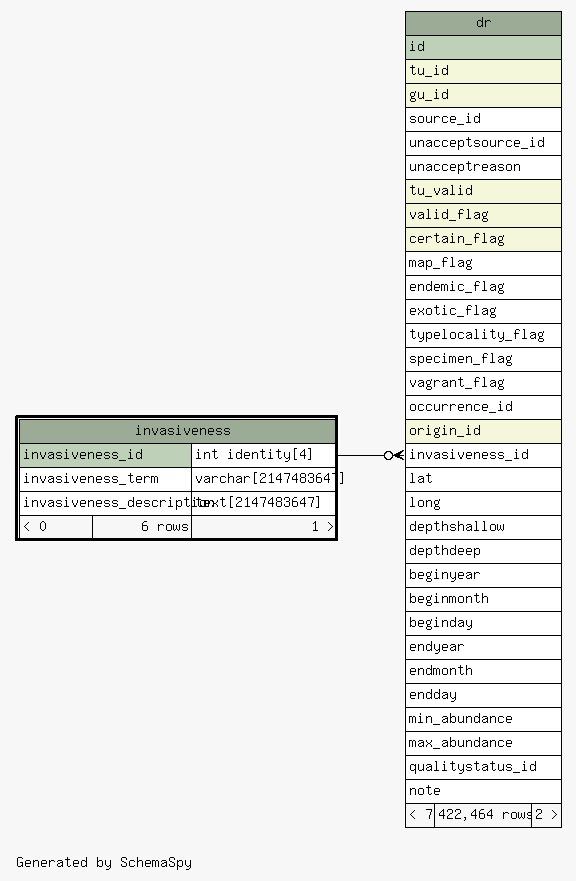 dr
id
tu_id
gu_id
source_id
unacceptsource_id
unacceptreason
tu_valid
valid_flag
certain_flag
map_flag
endemic_flag
exotic_flag
typelocality_flag
specimen_flag
vagrant_flag
occurrence_id
origin_id
invasiveness_id
lat
long
depthshallow
depthdeep
beginyear
beginmonth
beginday
endyear
endmonth
endday
min_abundance
max_abundance
qualitystatus_id
note
< 7 422,464 rows 2 >
invasiveness
invasiveness_id int identity[4]
invasiveness_term varchar[2147483647]
invasiveness_description text[2147483647]
< 0 6 rows 1 >
Generated by SchemaSpy